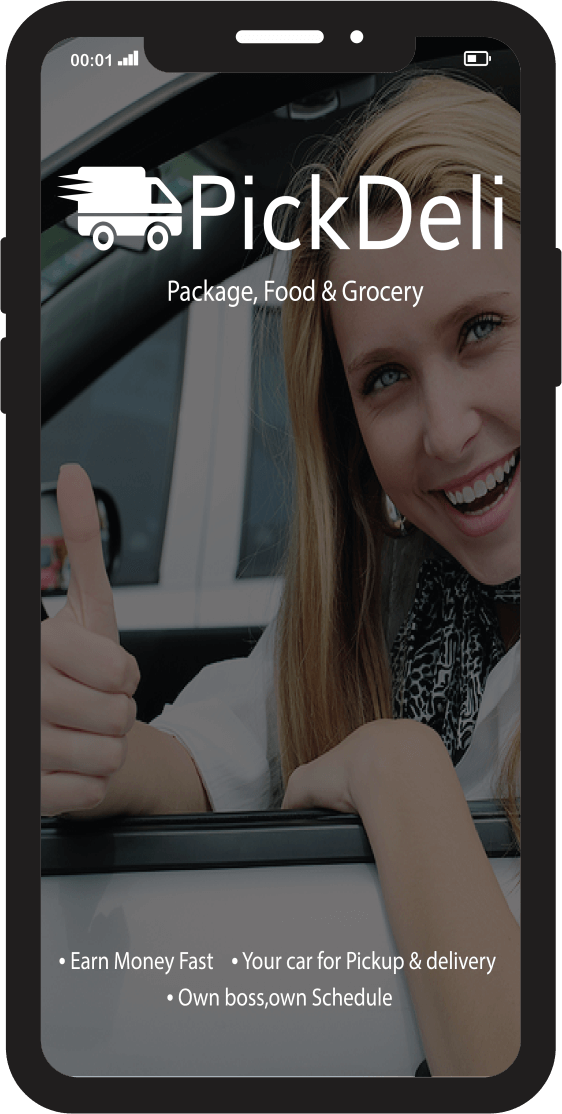 00:01
PickDeli
Package, Food & Grocery
• Earn Money Fast • Your car for Pickup & delivery
• Own boss,own Schedule